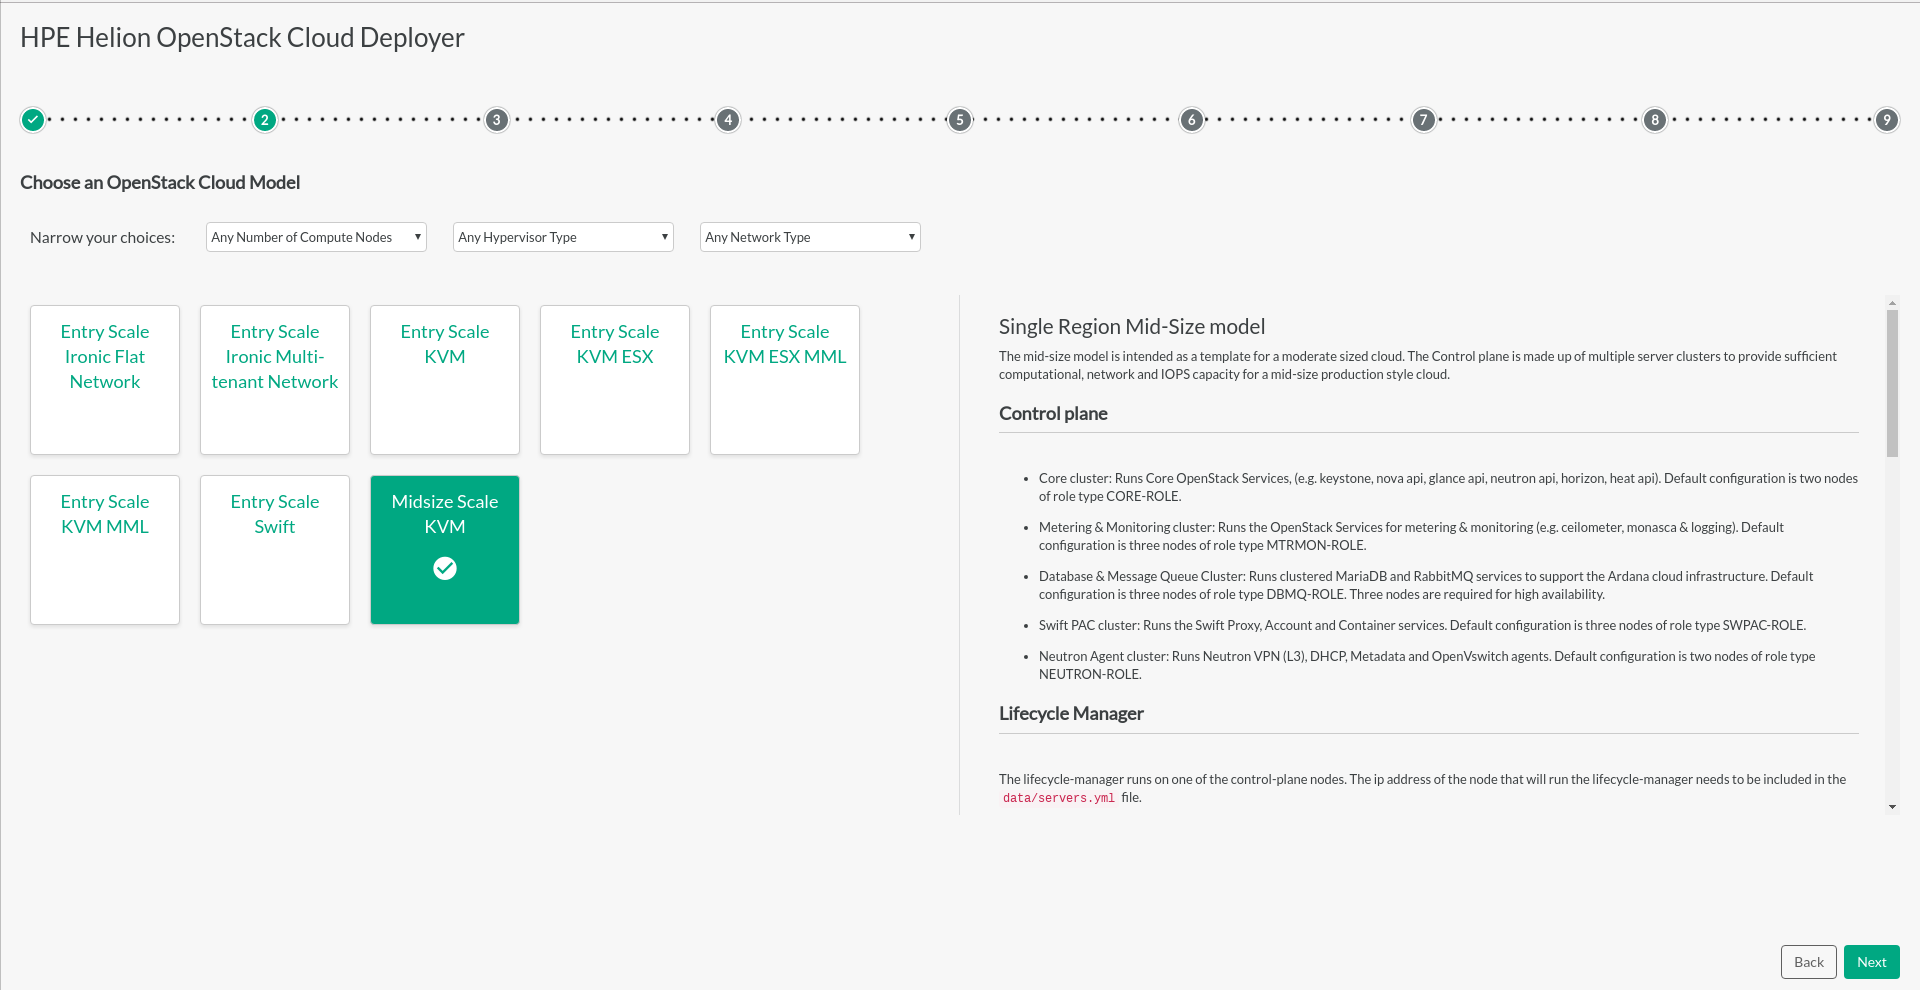 HPE Helion OpenStack Cloud Deployer
2 3 4 5 6 7 8 9
Choose an OpenStack Cloud Model
Narrow your choices: Any Number of Compute Nodes Any Hypervisor Type Any Network Type
Entry Scale
Ironic Flat
Network
Entry Scale
Ironic Multi-
tenant Network
Entry Scale
KVM
Entry Scale
KVM ESX
Entry Scale
KVM ESX MML
Entry Scale
KVM MML
Entry Scale
Swift
Midsize Scale
KVM
Single Region Mid-Size model
The mid-size model is intended as a template for a moderate sized cloud. The Control plane is made up of multiple server clusters to provide sufficient
computational, network and IOPS capacity for a mid-size production style cloud.
Control plane
• Core cluster: Runs Core OpenStack Services, (e.g. keystone, nova api, glance api, neutron api, horizon, heat api). Default configuration is two nodes
of role type CORE-ROLE.
• Metering & Monitoring cluster: Runs the OpenStack Services for metering & monitoring (e.g. ceilometer, monasca & logging). Default
configuration is three nodes of role type MTRMON-ROLE.
• Database & Message Queue Cluster: Runs clustered MariaDB and RabbitMQ services to support the Ardana cloud infrastructure. Default
configuration is three nodes of role type DBMQ-ROLE. Three nodes are required for high availability.
• Swift PAC cluster: Runs the Swift Proxy, Account and Container services. Default configuration is three nodes of role type SWPAC-ROLE.
• Neutron Agent cluster: Runs Neutron VPN (L3), DHCP, Metadata and OpenVswitch agents. Default configuration is two nodes of role type
NEUTRON-ROLE.
Lifecycle Manager
The lifecycle-manager runs on one of the control-plane nodes. The ip address of the node that will run the lifecycle-manager needs to be included in the
data/servers.yml file.
Back Next